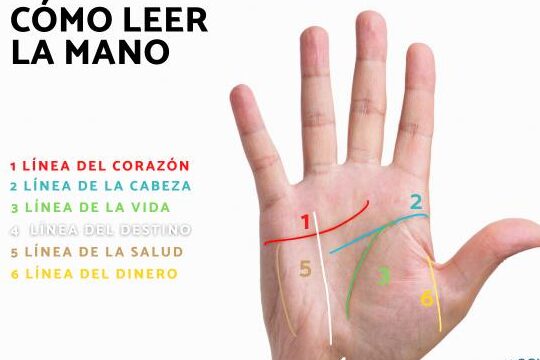 CÓMO LEER
LA MANO
1 LÍNEA DEL CORAZÓN
2 LÍNEA DE LA CABEZA
3 LÍNEA DE LA VIDA
4 LÍNEA DEL DESTINO
5 LÍNEA DE LA SALUD
6 LÍNEA DEL DINERO
1
2
5
3
6